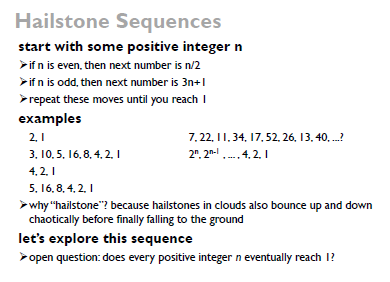 Hailstone Sequences
start with some positive integer n
➢if n is even, then next number is n/2
➢if n is odd, then next number is 3n+1
➢repeat these moves until you reach 1
examples
2, 1
7, 22, 11, 34, 17, 52, 26, 13, 40, ...?
3, 10, 5, 16, 8, 4, 2, 1
2ⁿ, 2ⁿ⁻¹ , ... , 4, 2, 1
4, 2, 1
5, 16, 8, 4, 2, 1
➢why “hailstone”? because hailstones in clouds also bounce up and down
chaotically before finally falling to the ground
let’s explore this sequence
➢open question: does every positive integer n eventually reach 1?